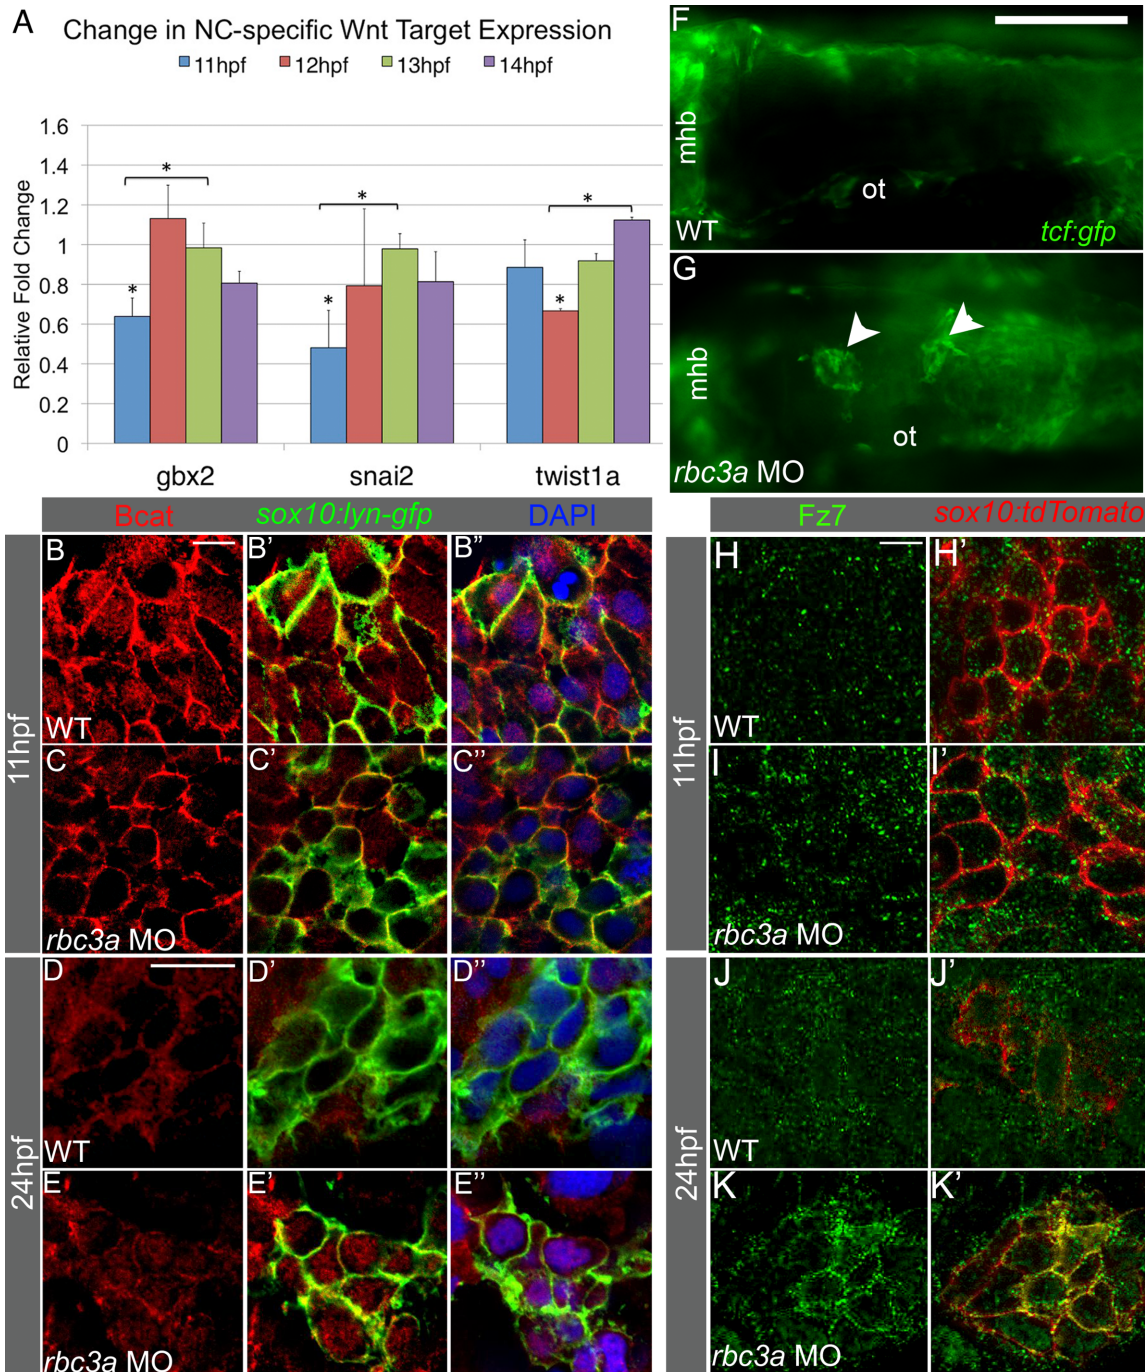 A
Change in NC-specific Wnt Target Expression
11hpf 12hpf 13hpf 14hpf
Relative Fold Change
1.6
1.4
1.2
1
0.8
0.6
0.4
0.2
0
* * * * * *
gbx2 snai2 twist1a
F
mhb
ot
WT
tcf:gfp
G
mhb
ot
rbc3a MO
Bcat sox10:lyn-gfp DAPI
11hpf
B B' B''
WT
C C' C''
rbc3a MO
24hpf
D D' D''
WT
E E' E''
rbc3a MO
Fz7 sox10:tdTomato
11hpf
H H'
WT
I I'
rbc3a MO
24hpf
J J'
WT
K K'
rbc3a MO